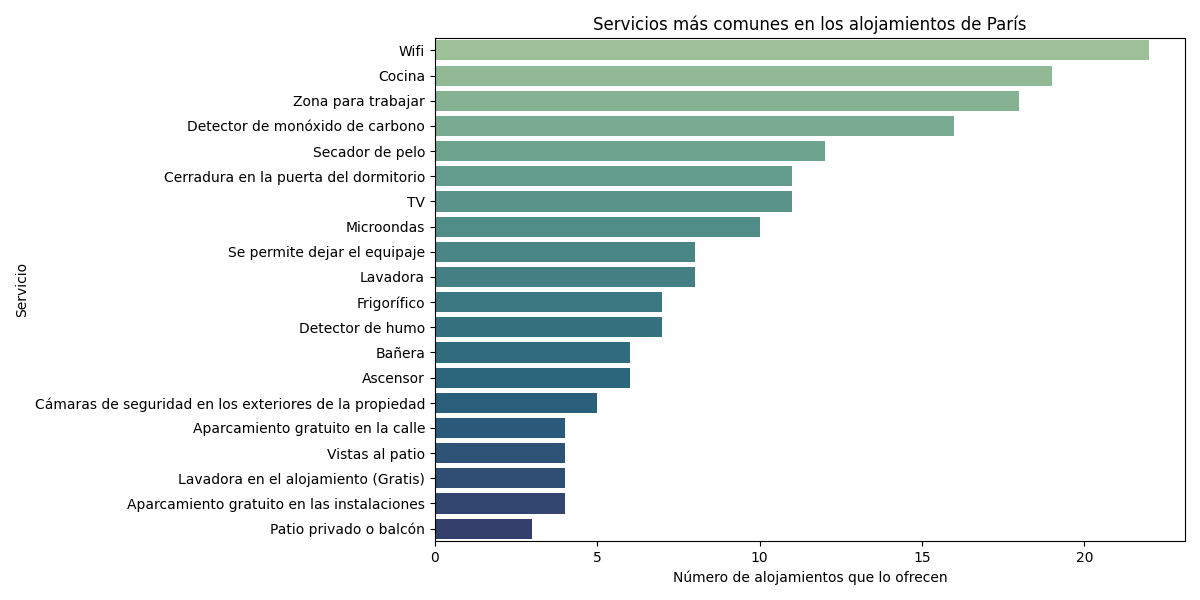 Servicios más comunes en los alojamientos de París
Servicio
Wifi
Cocina
Zona para trabajar
Detector de monóxido de carbono
Secador de pelo
Cerradura en la puerta del dormitorio
TV
Microondas
Se permite dejar el equipaje
Lavadora
Frigorífico
Detector de humo
Bañera
Ascensor
Cámaras de seguridad en los exteriores de la propiedad
Aparcamiento gratuito en la calle
Vistas al patio
Lavadora en el alojamiento (Gratis)
Aparcamiento gratuito en las instalaciones
Patio privado o balcón
0 5 10 15 20
Número de alojamientos que lo ofrecen